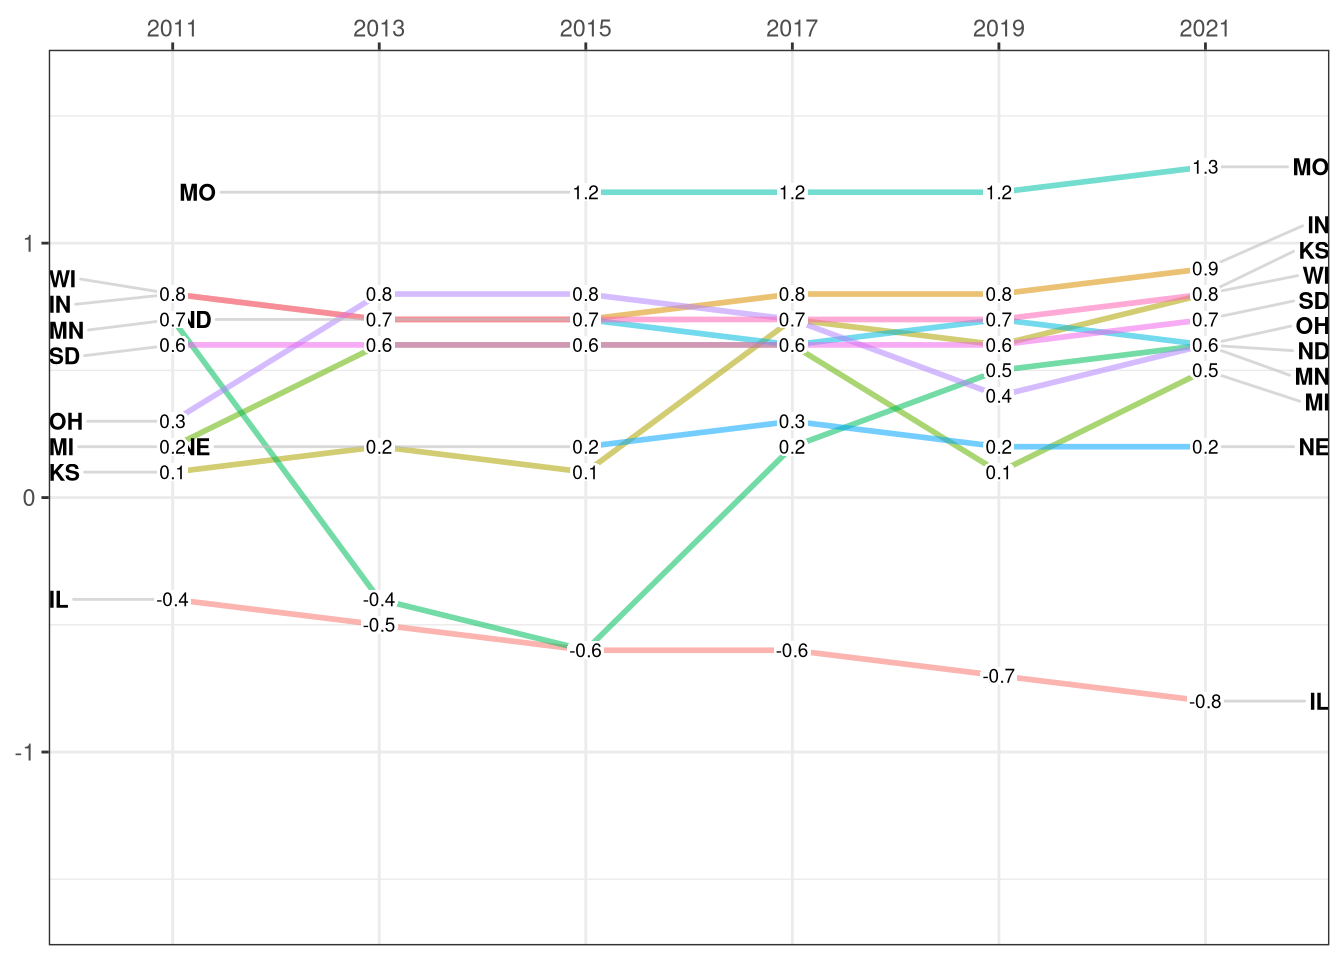 2011 2013 2015 2017 2019 2021
MO 1.3
MO 1.2 1.2 1.2
IN
1
KS
0.9
WI
WI
0.8 0.8 0.8 0.8 0.8 0.8
IN
SD
0.7 ND 0.7 0.7 0.7 0.7 0.7
OH
MN
0.6 0.6 0.6 0.6 0.6 0.6
ND
SD
0.5 0.5
MN
0.4
MI
OH 0.3 0.3
MI 0.2 NE 0.2 0.2 0.2 0.2 0.2 NE
KS 0.1 0.1 0.1
0
IL -0.4 -0.4
-0.5
-0.6 -0.6
-0.7
-0.8 IL
-1